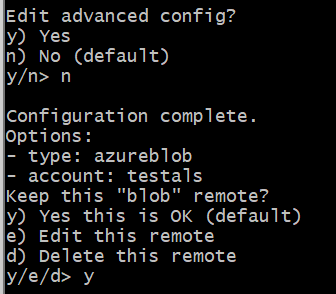 Edit advanced config?
y) Yes
n) No (default)
y/n> n
Configuration complete.
Options:
- type: azureblob
- account: testals
Keep this "blob" remote?
y) Yes this is OK (default)
e) Edit this remote
d) Delete this remote
y/e/d> y